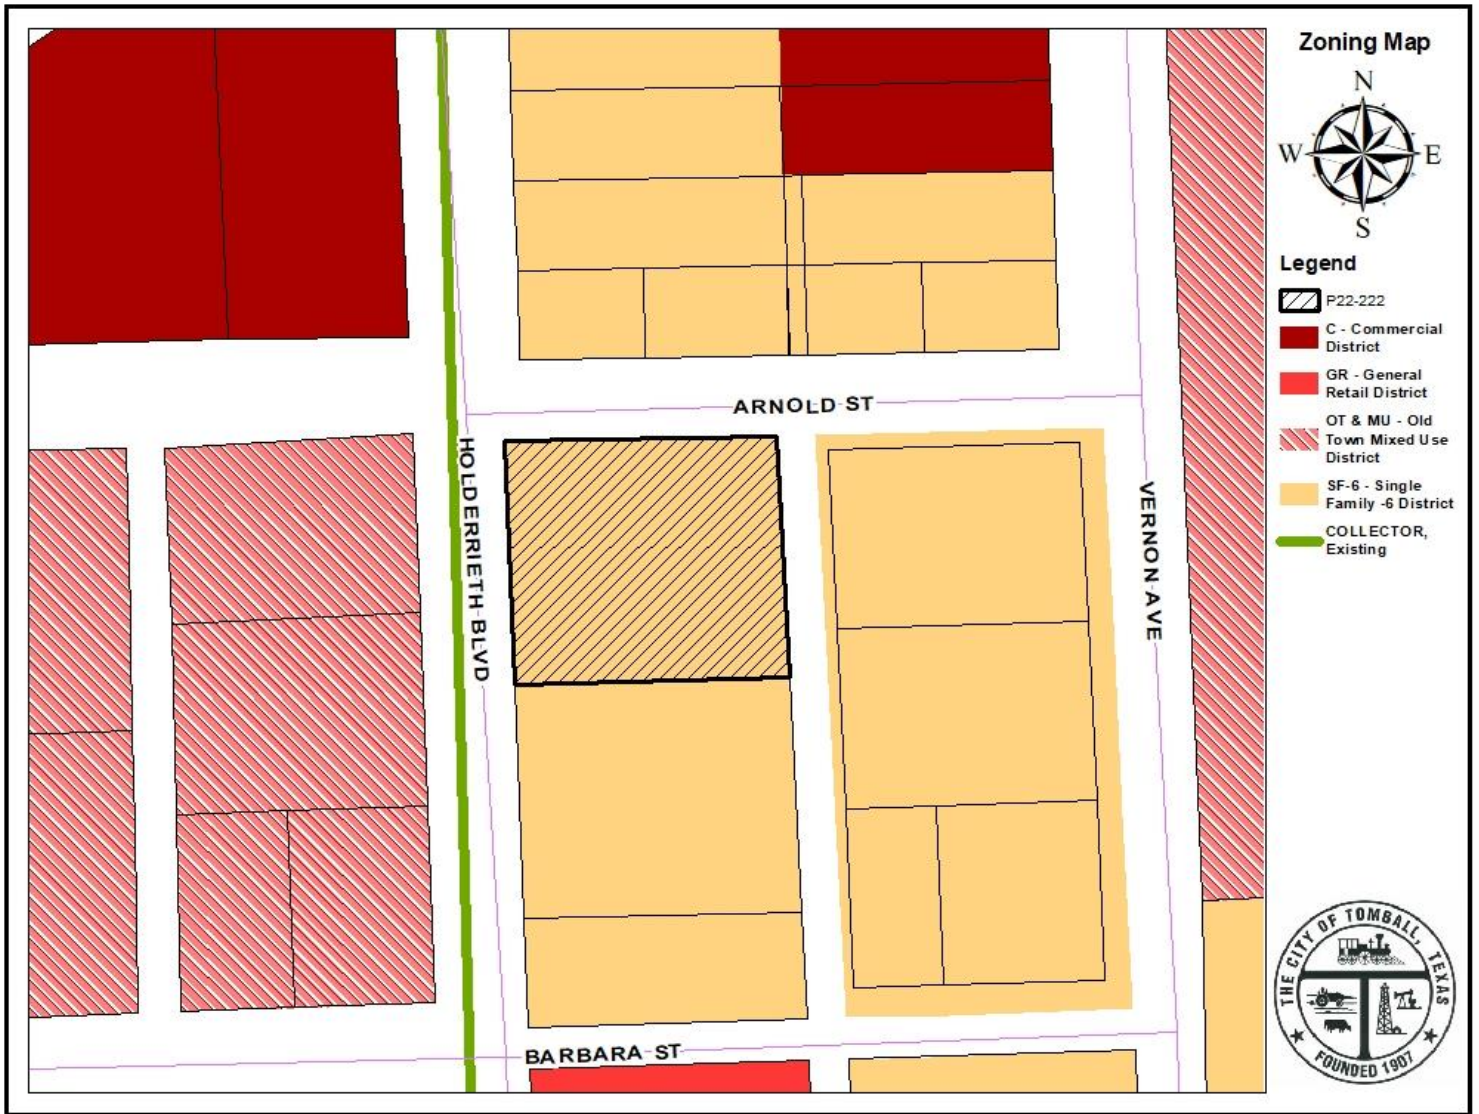 Zoning Map
N
W
E
S
Legend
P22-222
C - Commercial
District
GR - General
Retail District
OT & MU - Old
Town Mixed Use
District
SF-6 - Single
Family -6 District
COLLECTOR,
Existing
ARNOLD ST
HOLDERRIETH BLVD
VERNON AVE
BARBARA ST
THE CITY OF TOMBALL, TEXAS
FOUNDED 1907